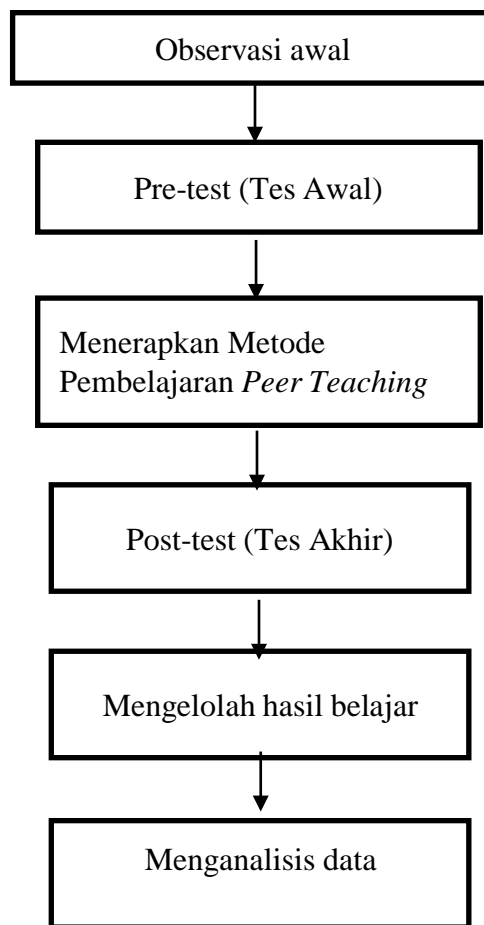 Observasi awal
Pre-test (Tes Awal)
Menerapkan Metode
Pembelajaran Peer Teaching
Post-test (Tes Akhir)
Mengelolah hasil belajar
Menganalisis data